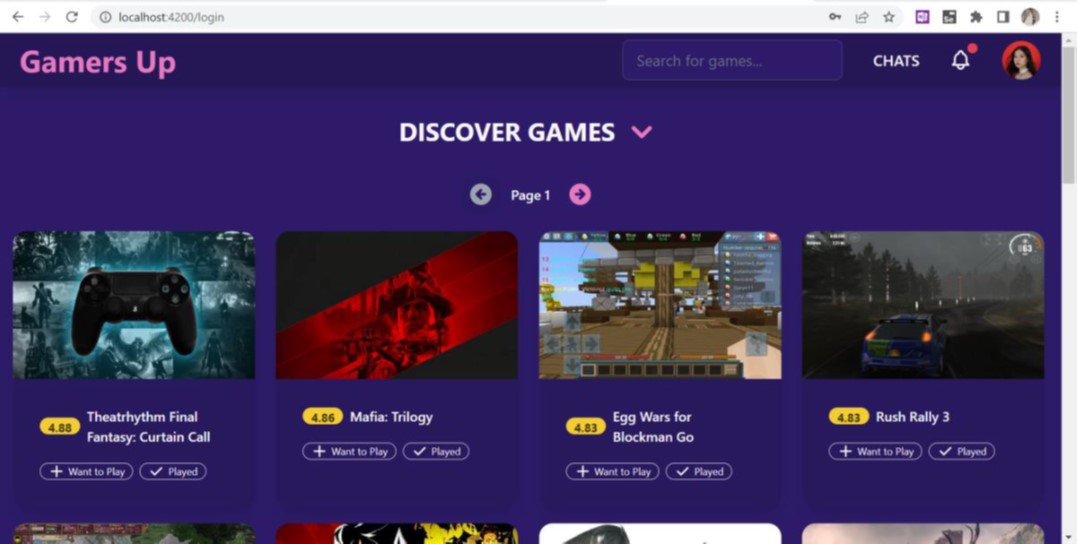 localhost:4200/login
Gamers Up
Search for games...
CHATS
DISCOVER GAMES
Page 1
4.88
Theatrhythm Final
Fantasy: Curtain Call
Want to Play
Played
4.86
Mafia: Trilogy
Want to Play
Played
4.83
Egg Wars for
Blockman Go
Want to Play
Played
4.83
Rush Rally 3
Want to Play
Played